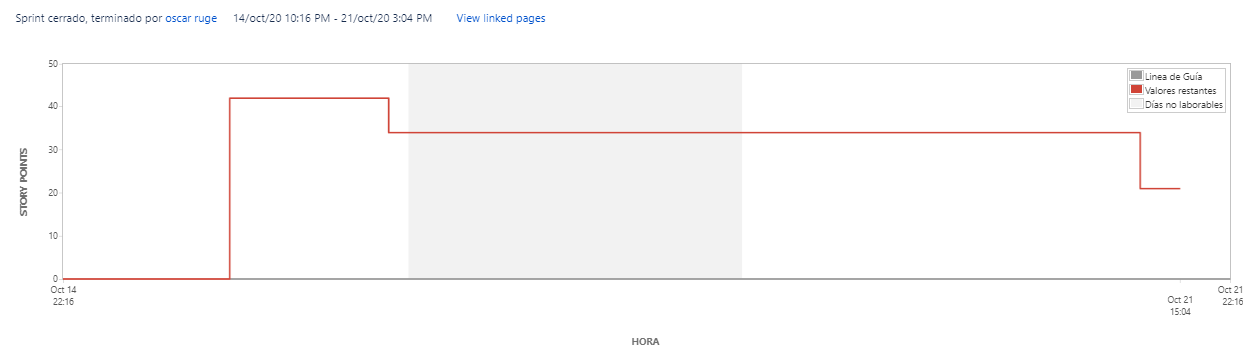 Sprint cerrado, terminado por oscar ruge 14/oct/20 10:16 PM - 21/oct/20 3:04 PM View linked pages
50
Linea de Guía
Valores restantes
Días no laborables
40
30
STORY POINTS
20
10
0
Oct 14
22:16
Oct 21
15:04
Oct 21
22:16
HORA